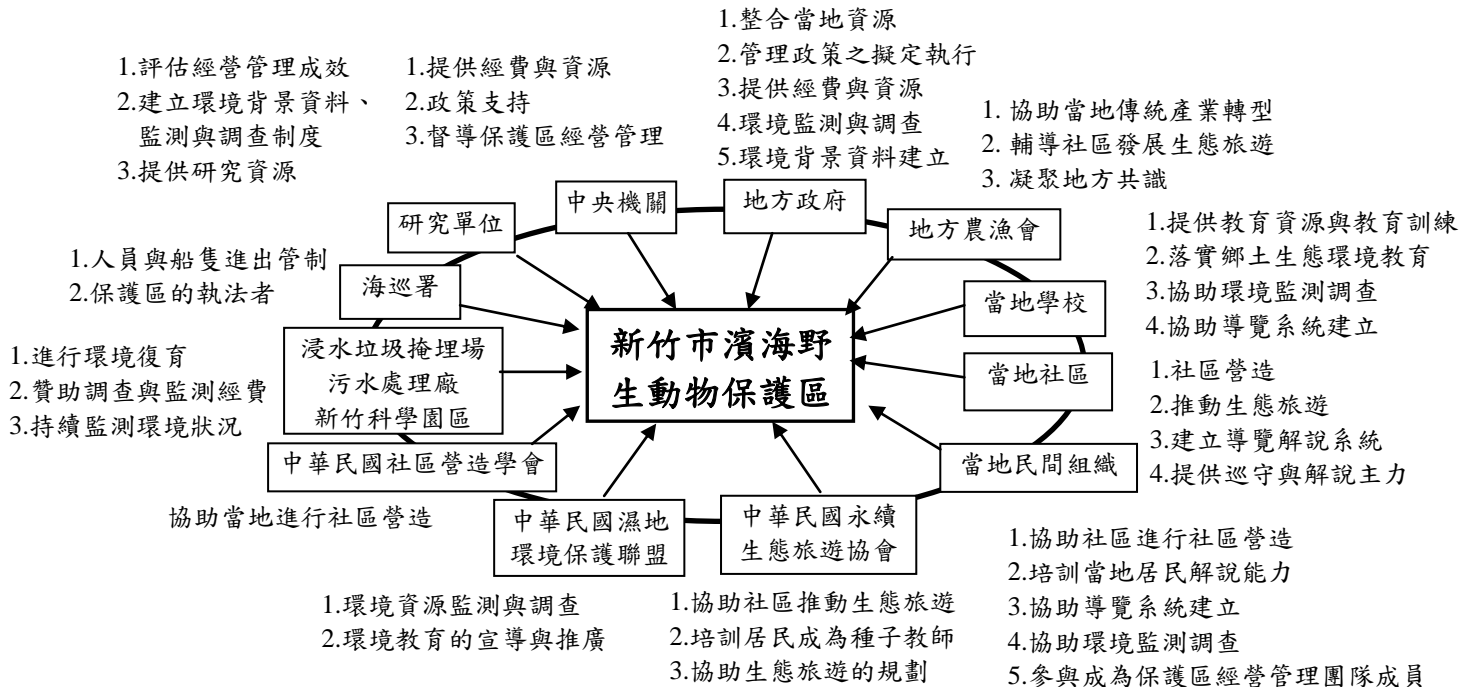 1.評估經營管理成效
2.建立環境背景資料、
監測與調查制度
3.提供研究資源
1.提供經費與資源
2.政策支持
3.督導保護區經營管理
1.整合當地資源
2.管理政策之擬定執行
3.提供經費與資源
4.環境監測與調查
5.環境背景資料建立
1. 協助當地傳統產業轉型
2. 輔導社區發展生態旅遊
3. 凝聚地方共識
研究單位
中央機關
地方政府
地方農漁會
1.提供教育資源與教育訓練
2.落實鄉土生態環境教育
3.協助環境監測調查
4.協助導覽系統建立
1.人員與船隻進出管制
2.保護區的執法者
海巡署
當地學校
新竹市濱海野
生動物保護區
1.進行環境復育
2.贊助調查與監測經費
3.持續監測環境狀況
浸水垃圾掩埋場
污水處理廠
新竹科學園區
當地社區
1.社區營造
2.推動生態旅遊
3.建立導覽解說系統
4.提供巡守與解說主力
中華民國社區營造學會
當地民間組織
協助當地進行社區營造
中華民國濕地
環境保護聯盟
中華民國永續
生態旅遊協會
1.環境資源監測與調查
2.環境教育的宣導與推廣
1.協助社區推動生態旅遊
2.培訓居民成為種子教師
3.協助生態旅遊的規劃
1.協助社區進行社區營造
2.培訓當地居民解說能力
3.協助導覽系統建立
4.協助環境監測調查
5.參與成為保護區經營管理團隊成員